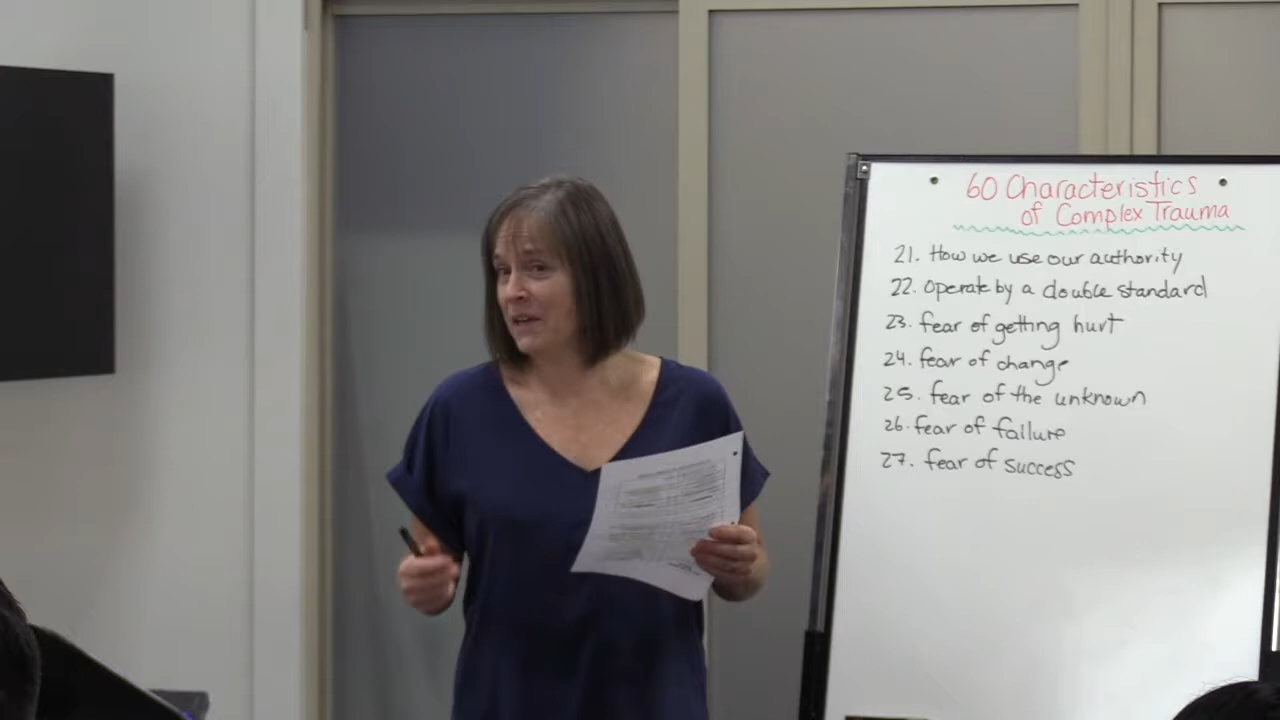 60 Characteristics
of Complex Trauma
21. How we use our authority
22. Operate by a double standard
23. fear of getting hurt
24. fear of change
25. fear of the unknown
26. fear of failure
27. fear of success